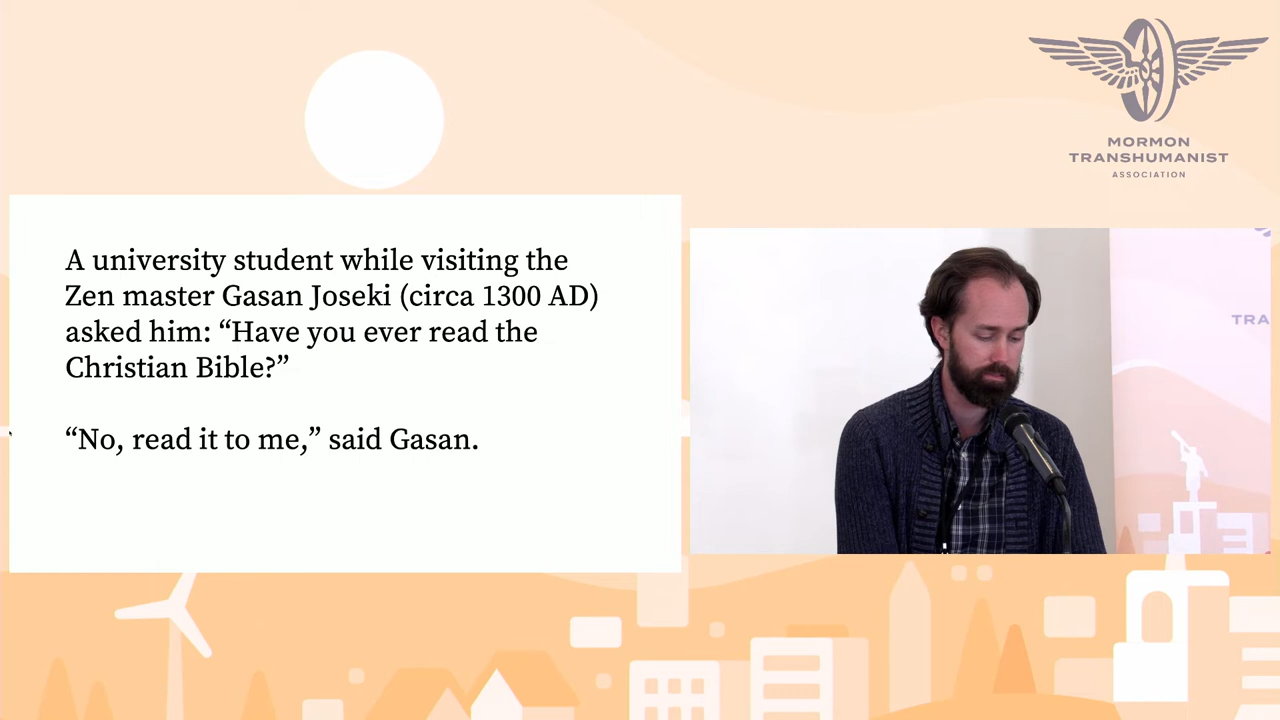 MORMON
TRANSHUMANIST
ASSOCIATION
A university student while visiting the
Zen master Gasan Joseki (circa 1300 AD)
asked him: “Have you ever read the
Christian Bible?”
“No, read it to me,” said Gasan.
TRA